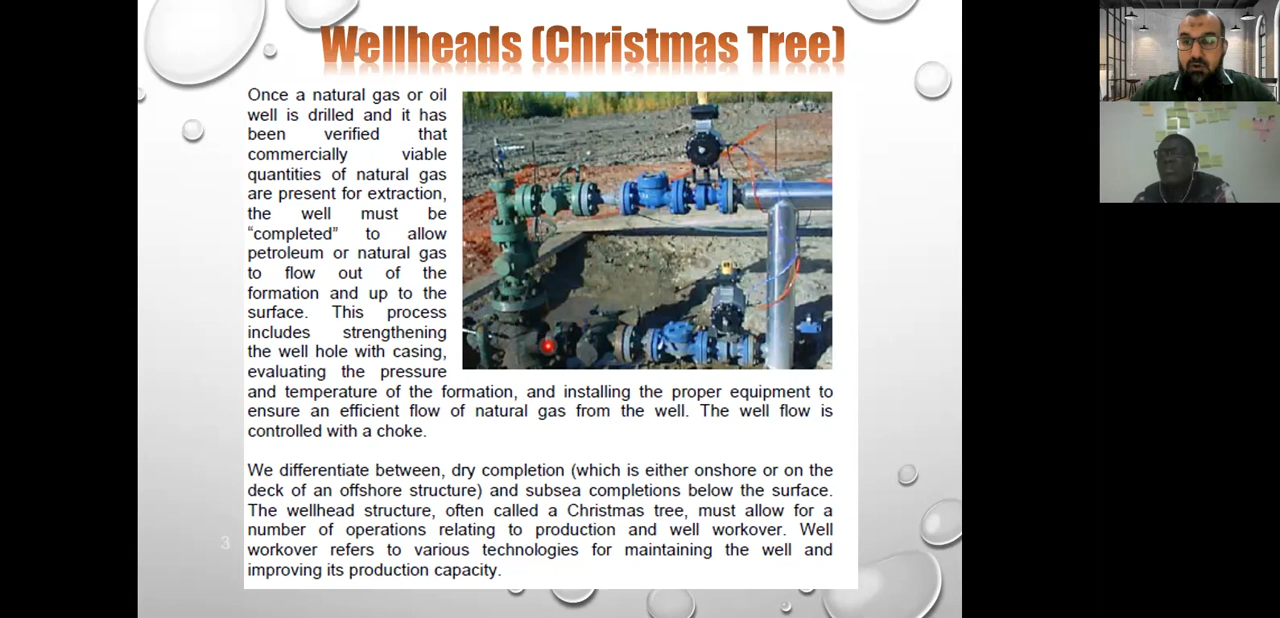 Wellheads (Christmas Tree)
Once a natural gas or oil
well is drilled and it has
been verified that
commercially viable
quantities of natural gas
are present for extraction,
the well must be
“completed” to allow
petroleum or natural gas
to flow out of the
formation and up to the
surface. This process
includes strengthening
the well hole with casing,
evaluating the pressure
and temperature of the formation, and installing the proper equipment to
ensure an efficient flow of natural gas from the well. The well flow is
controlled with a choke.
We differentiate between, dry completion (which is either onshore or on the
deck of an offshore structure) and subsea completions below the surface.
The wellhead structure, often called a Christmas tree, must allow for a
number of operations relating to production and well workover. Well
workover refers to various technologies for maintaining the well and
improving its production capacity.
3